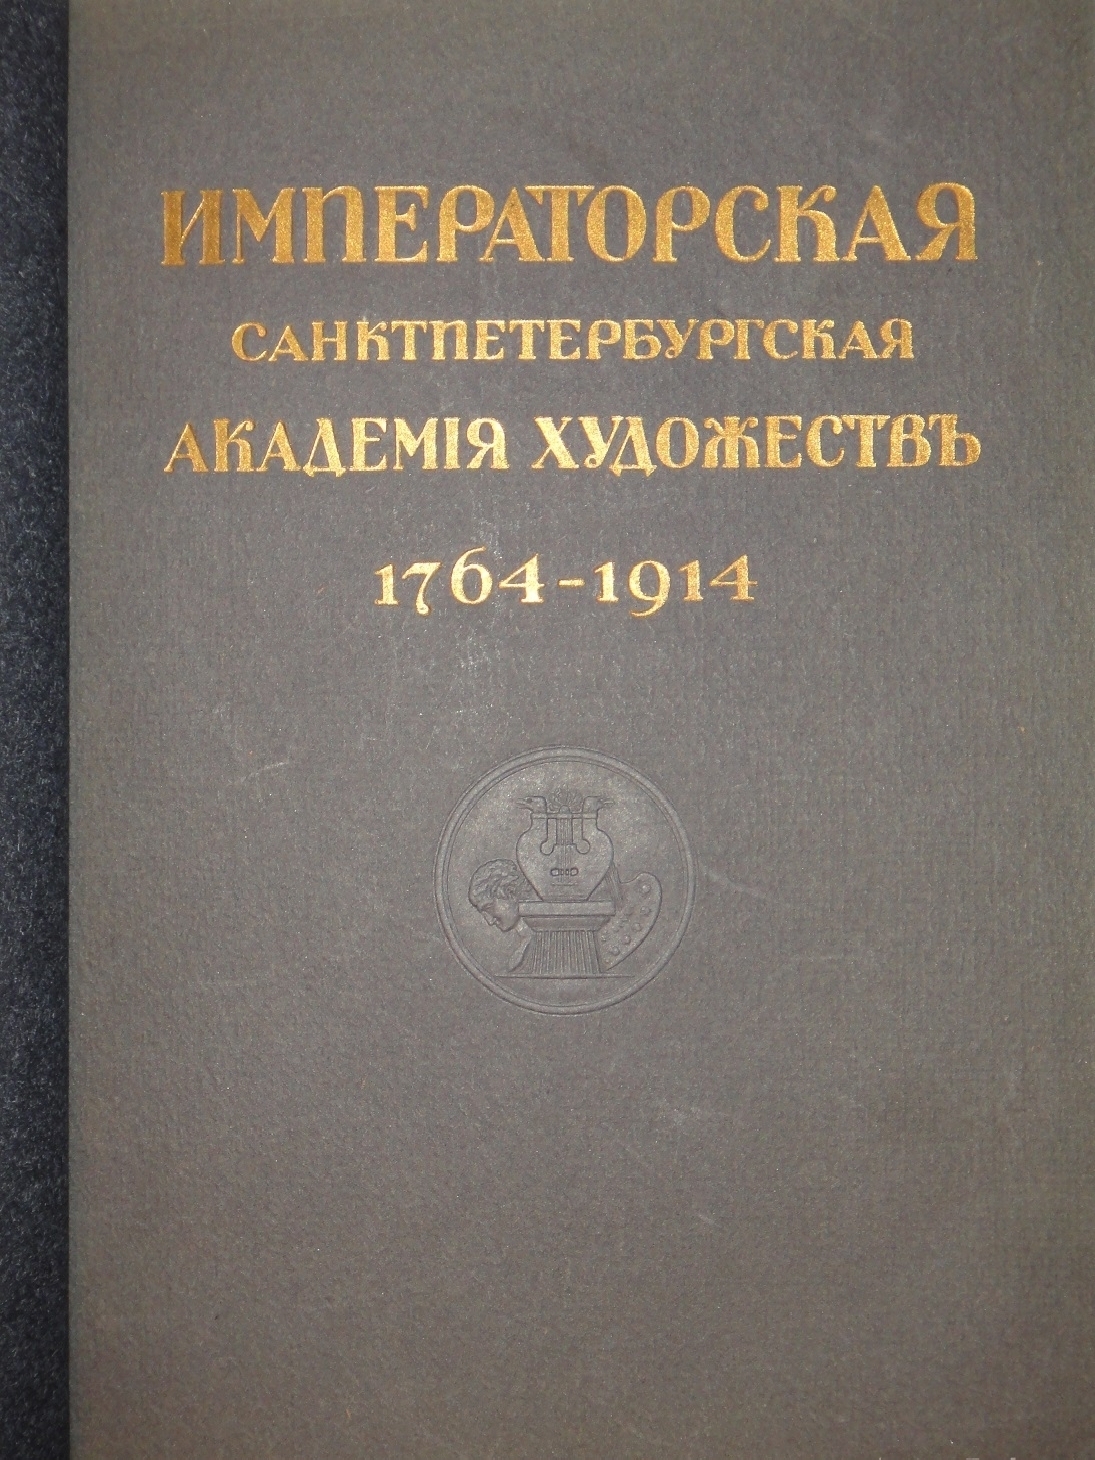 ИМПЕРАТОРСКАЯ
САНКТПЕТЕРБУРГСКАЯ
АКАДЕМІЯ ХУДОЖЕСТВЪ
1764-1914